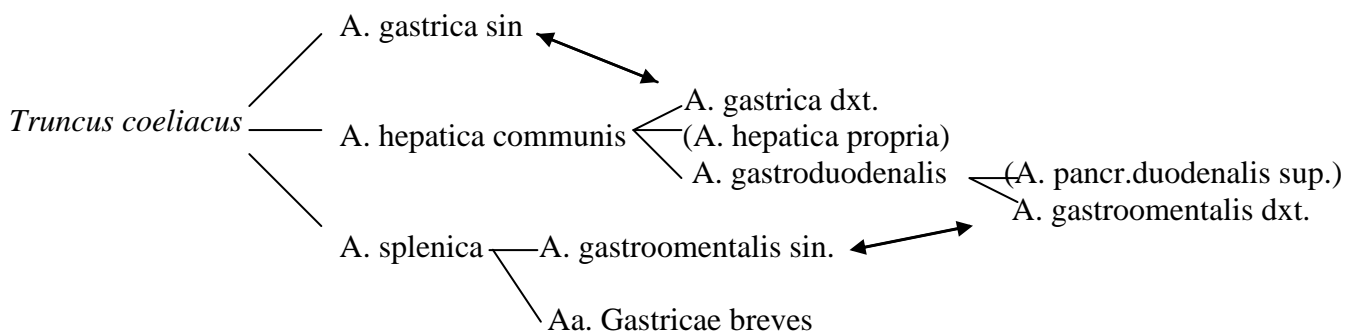 A. gastrica sin
A. gastrica dxt.
Truncus coeliacus
A. hepatica communis
(A. hepatica propria)
A. gastroduodenalis
(A. pancr.duodenalis sup.)
A. gastroomentalis dxt.
A. splenica
A. gastroomentalis sin.
Aa. Gastricae breves